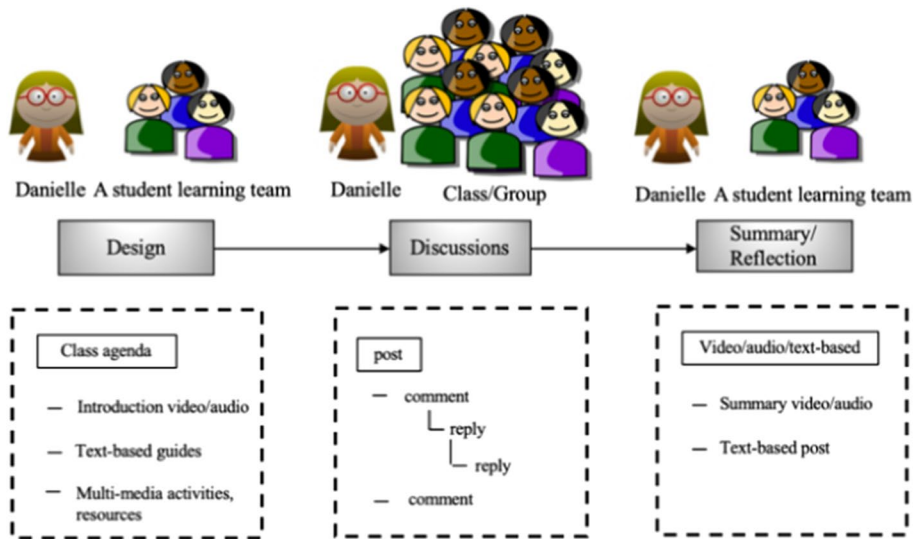 Danielle A student learning team
Danielle
Class/Group
Danielle A student learning team
Design
Discussions
Summary/
Reflection
Class agenda
— Introduction video/audio
— Text-based guides
— Multi-media activities,
resources
post
— comment
reply
reply
— comment
Video/audio/text-based
— Summary video/audio
— Text-based post